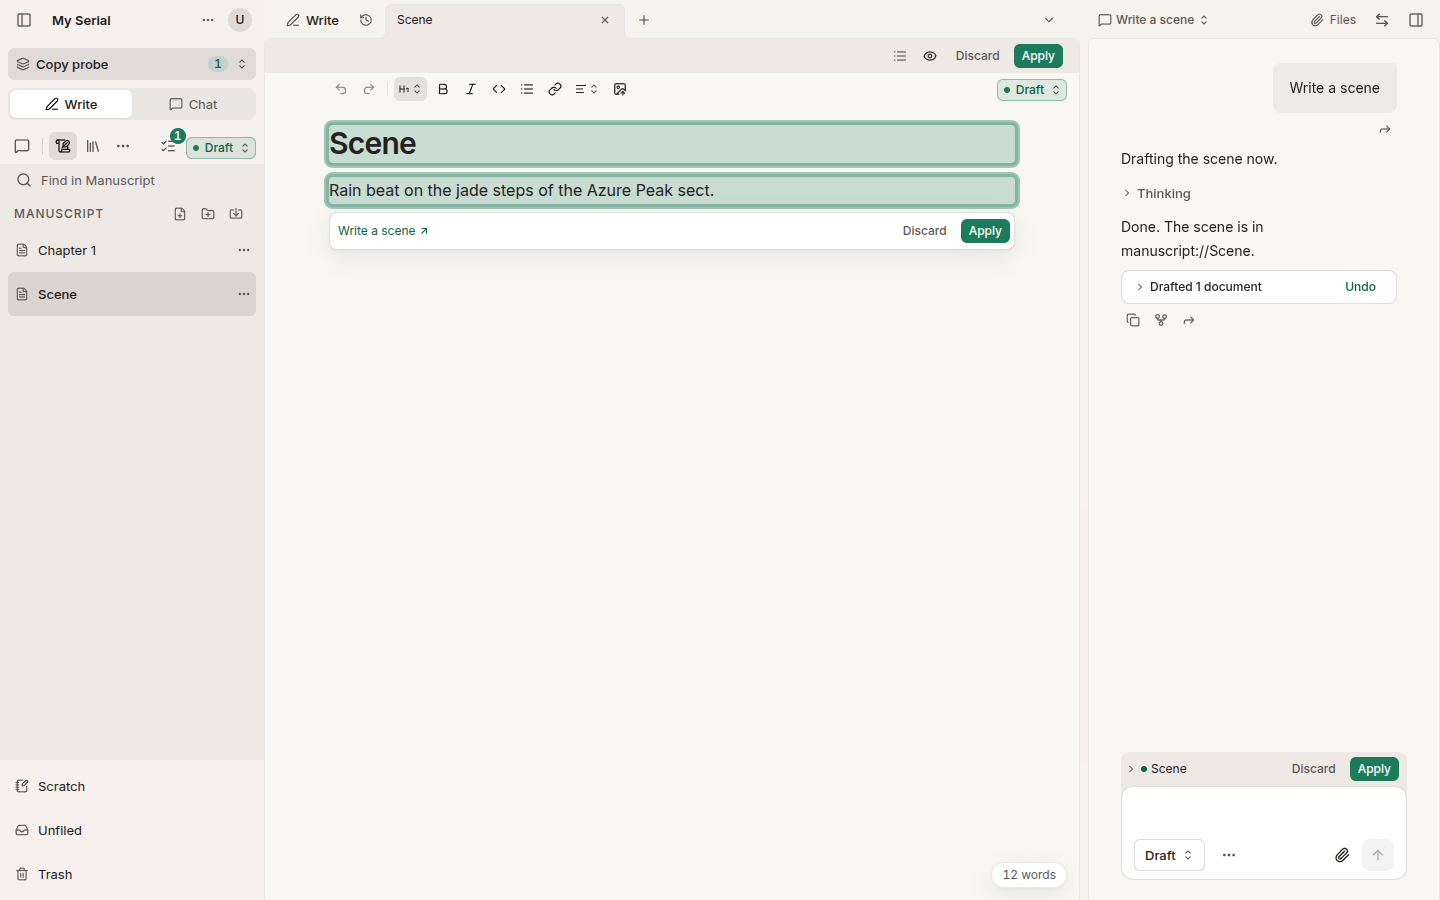 My Serial
U
Write
Scene
Write a scene
Files
Copy probe
1
Discard
Apply
Write
Chat
H1
Draft
1
Draft
Find in Manuscript
MANUSCRIPT
Chapter 1
Scene
Scene
Rain beat on the jade steps of the Azure Peak sect.
Write a scene
Discard
Apply
Write a scene
Drafting the scene now.
Thinking
Done. The scene is in
manuscript://Scene.
Drafted 1 document
Undo
Scratch
Unfiled
Trash
12 words
Scene
Discard
Apply
Draft